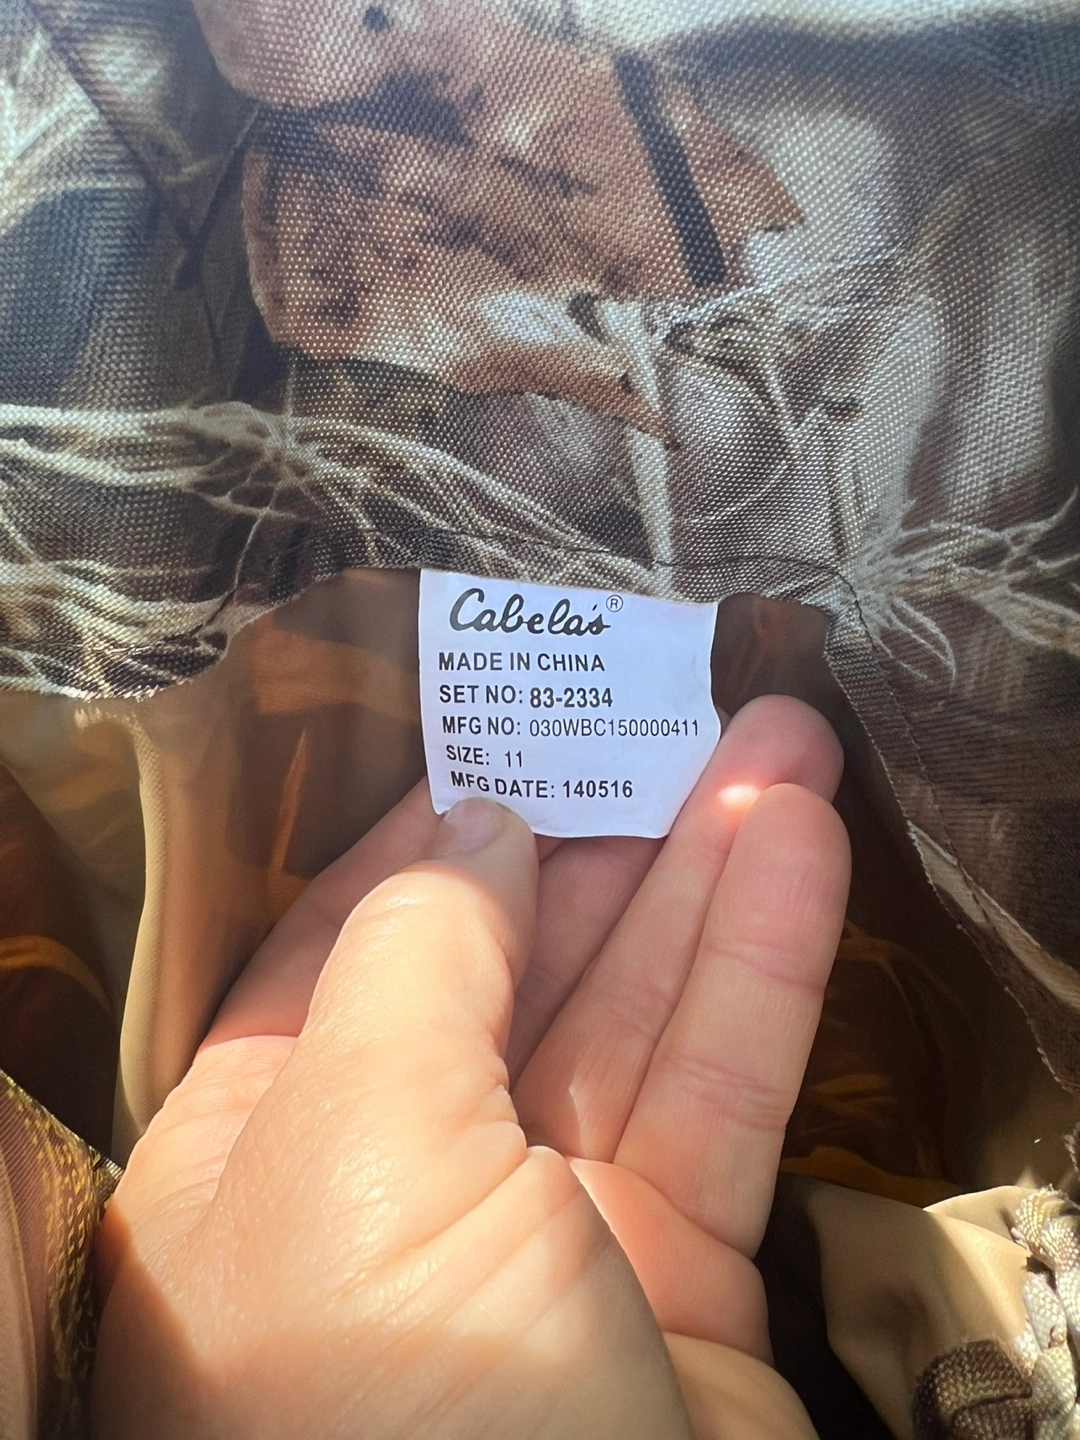 Cabela's®
MADE IN CHINA
SET NO: 83-2334
MFG NO: 030WBC150000411
SIZE: 11
MFG DATE: 140516